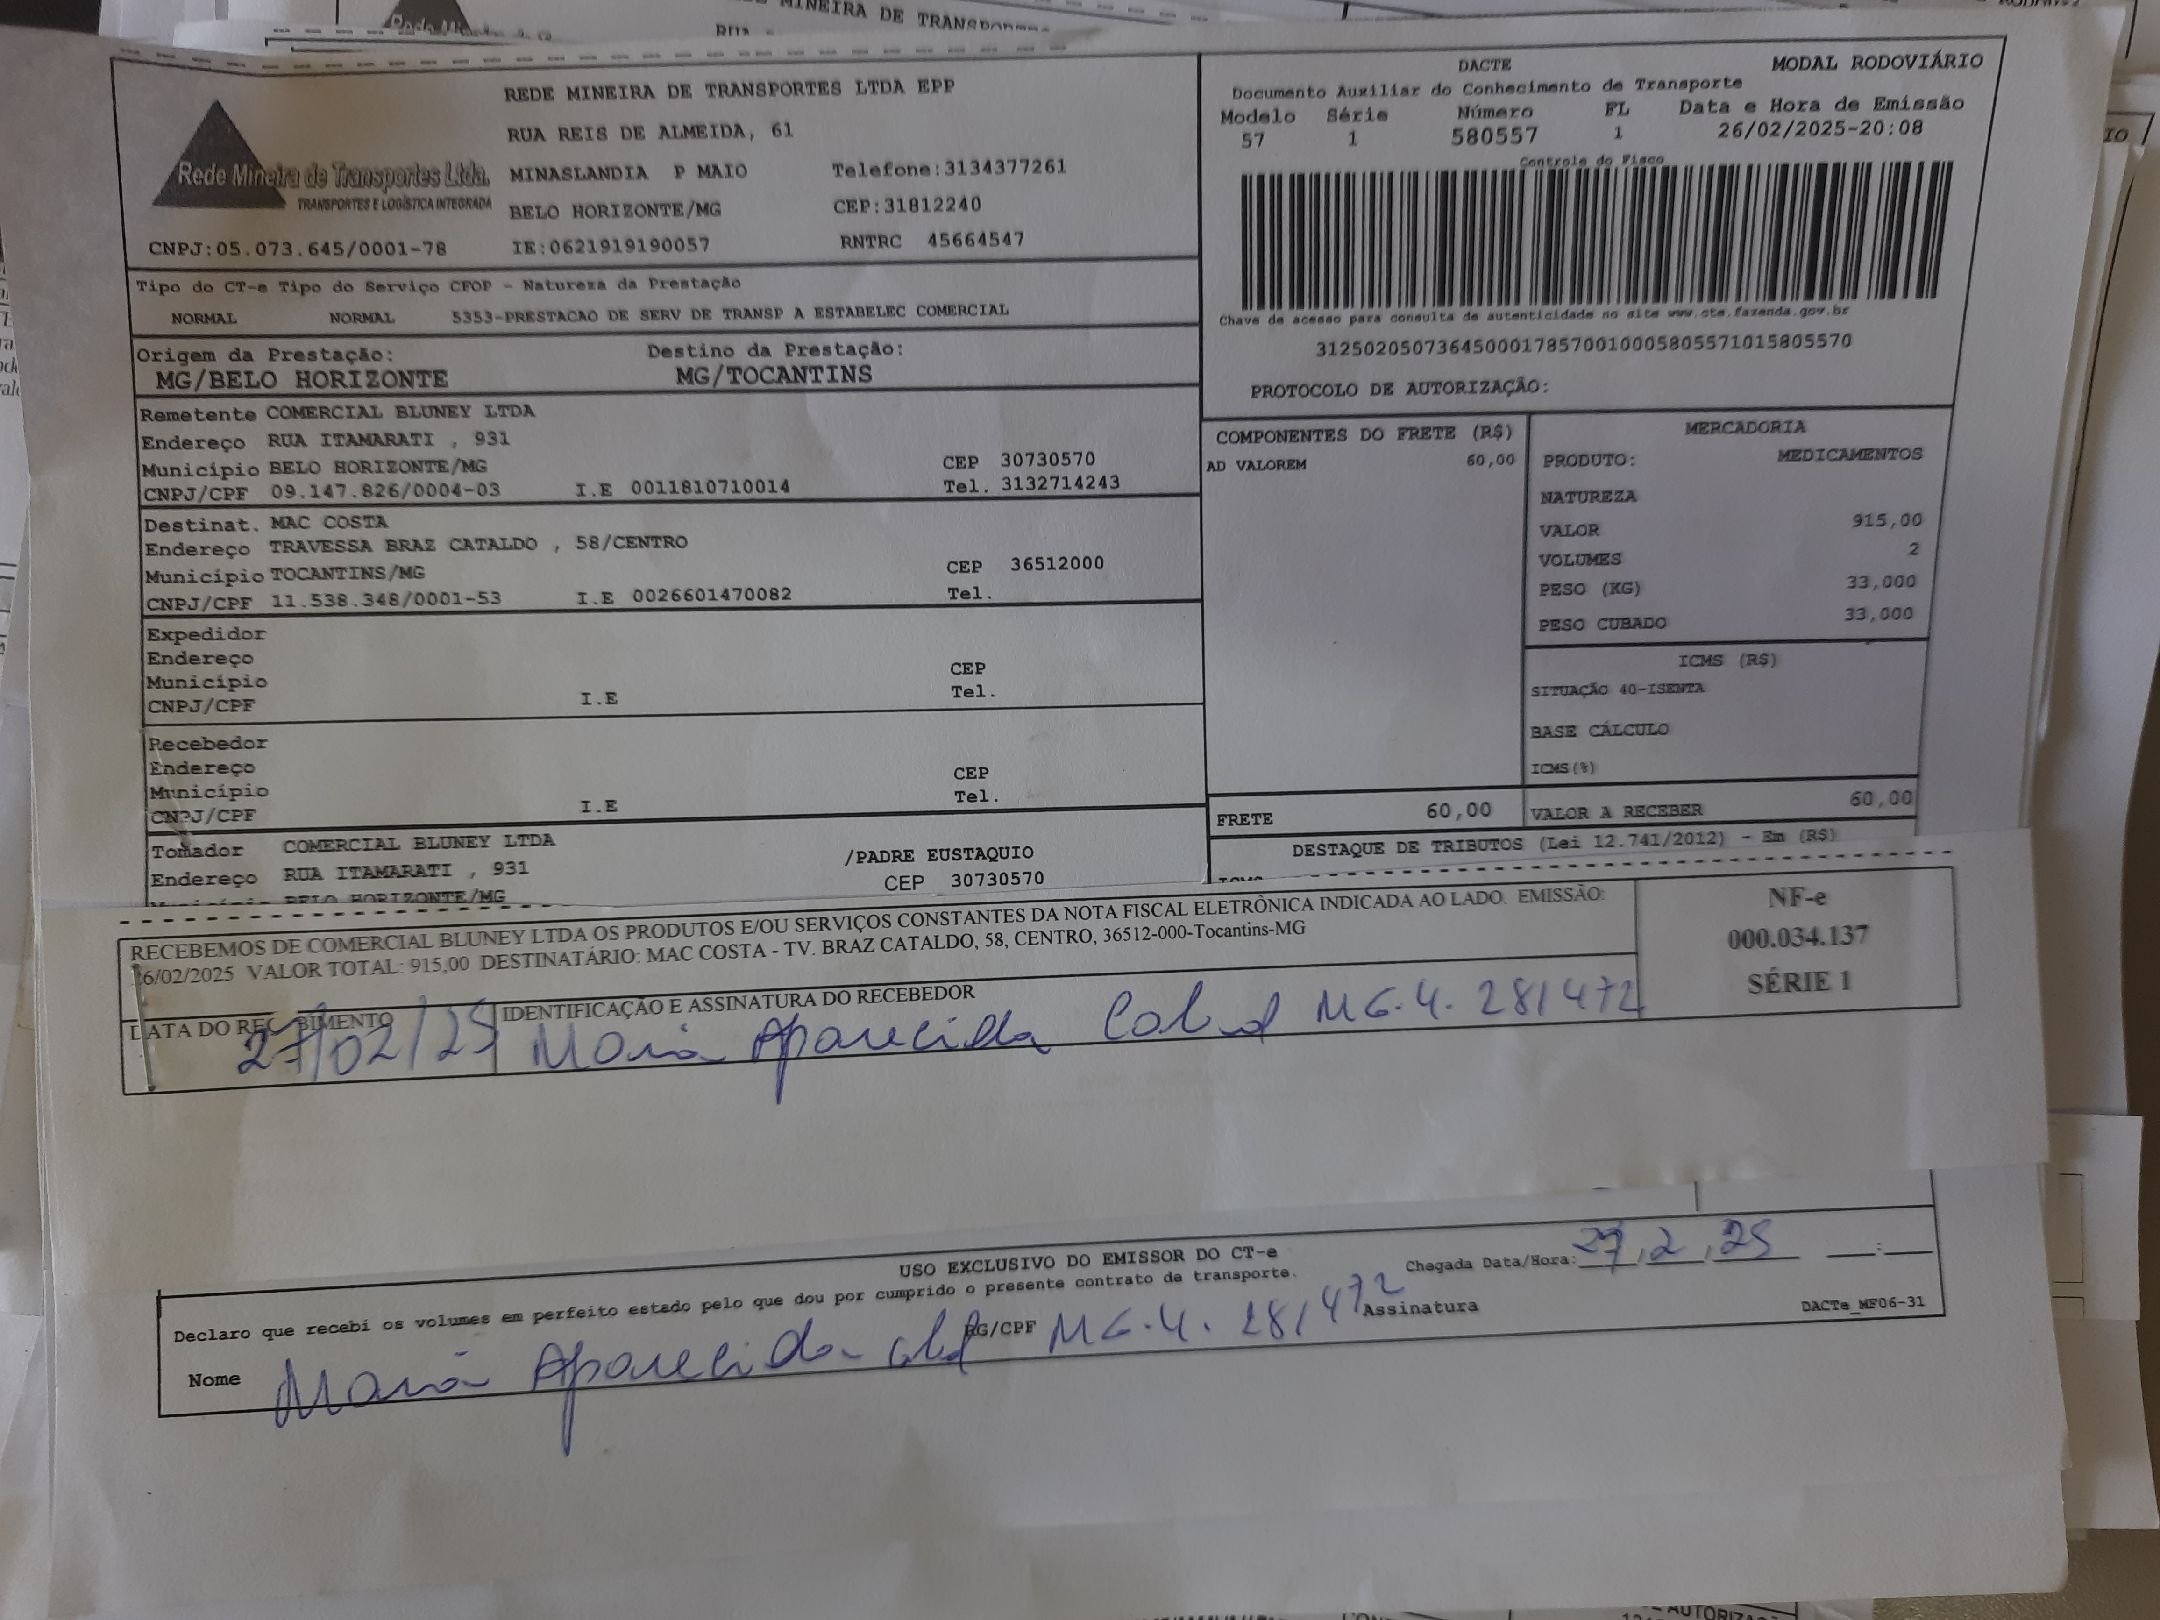 REDE MINEIRA DE TRANSPORTES LTDA EPP
RUA REIS DE ALMEIDA, 61
MINASLANDIA P MAIO Telefone:3134377261
BELO HORIZONTE/MG CEP:31812240
CNPJ:05.073.645/0001-78 IE:0621919190057 RNTRC 45664547
Rede Mineira de Transportes Ltda.
TRANSPORTES E LOGÍSTICA INTEGRADA
DACTE MODAL RODOVIÁRIO
Documento Auxiliar do Conhecimento de Transporte
Modelo Série Número FL Data e Hora de Emissão
57 1 580557 1 26/02/2025-20:08
Controle do Fisco
Chave de acesso para consulta de autenticidade no site www.cte.fazenda.gov.br
31250205073645000178570010005805571015805570
PROTOCOLO DE AUTORIZAÇÃO:
Tipo do CT-e Tipo do Serviço CFOP - Natureza da Prestação
NORMAL NORMAL 5353-PRESTACAO DE SERV DE TRANSP A ESTABELEC COMERCIAL
Origem da Prestação: Destino da Prestação:
MG/BELO HORIZONTE MG/TOCANTINS
Remetente COMERCIAL BLUNEY LTDA
Endereço RUA ITAMARATI , 931
Município BELO HORIZONTE/MG CEP 30730570
CNPJ/CPF 09.147.826/0004-03 I.E 0011810710014 Tel. 3132714243
Destinat. MAC COSTA
Endereço TRAVESSA BRAZ CATALDO , 58/CENTRO
Município TOCANTINS/MG CEP 36512000
CNPJ/CPF 11.538.348/0001-53 I.E 0026601470082 Tel.
Expedidor
Endereço
Município CEP
CNPJ/CPF I.E Tel.
Recebedor
Endereço
Município CEP
CNPJ/CPF I.E Tel.
Tomador COMERCIAL BLUNEY LTDA
Endereço RUA ITAMARATI , 931 /PADRE EUSTAQUIO
BELO HORIZONTE/MG CEP 30730570
COMPONENTES DO FRETE (R$)
AD VALOREM 60,00
MERCADORIA
PRODUTO: MEDICAMENTOS
NATUREZA
VALOR 915,00
VOLUMES 2
PESO (KG) 33,000
PESO CUBADO 33,000
ICMS (R$)
SITUAÇÃO 40-ISENTA
BASE CÁLCULO
ICMS(%)
FRETE 60,00 VALOR A RECEBER 60,00
DESTAQUE DE TRIBUTOS (Lei 12.741/2012) - Em (R$)
RECEBEMOS DE COMERCIAL BLUNEY LTDA OS PRODUTOS E/OU SERVIÇOS CONSTANTES DA NOTA FISCAL ELETRÔNICA INDICADA AO LADO. EMISSÃO:
26/02/2025 VALOR TOTAL: 915,00 DESTINATÁRIO: MAC COSTA - TV. BRAZ CATALDO, 58, CENTRO, 36512-000-Tocantins-MG
NF-e
000.034.137
SÉRIE 1
DATA DO RECEBIMENTO IDENTIFICAÇÃO E ASSINATURA DO RECEBEDOR
27/02/25 Maria Aparecida MG.4.281472
USO EXCLUSIVO DO EMISSOR DO CT-e
Declaro que recebi os volumes em perfeito estado pelo que dou por cumprido o presente contrato de transporte.
Chegada Data/Hora: 27,2,25 __:__
Nome Maria Aparecida RG/CPF MG.4.281472 Assinatura
DACTe_MF06-31